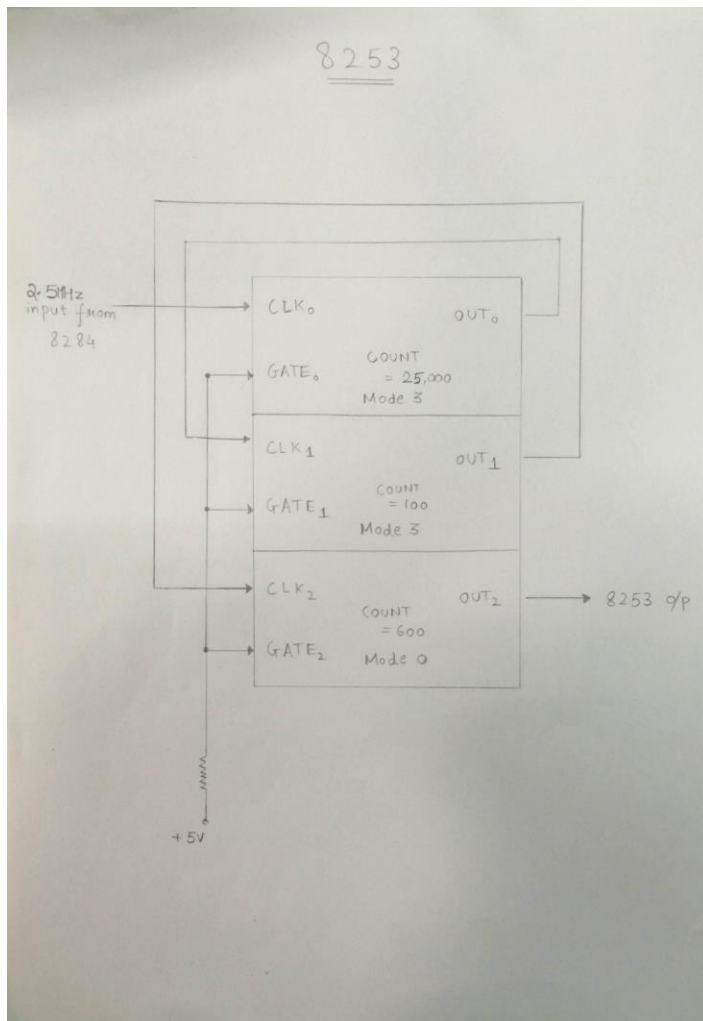 8253
2.5MHz
input from
8284
CLK₀
OUT₀
GATE₀
COUNT
= 25,000
Mode 3
CLK₁
OUT₁
GATE₁
COUNT
= 100
Mode 3
CLK₂
OUT₂
8253 o/p
COUNT
= 600
GATE₂
Mode 0
+5V